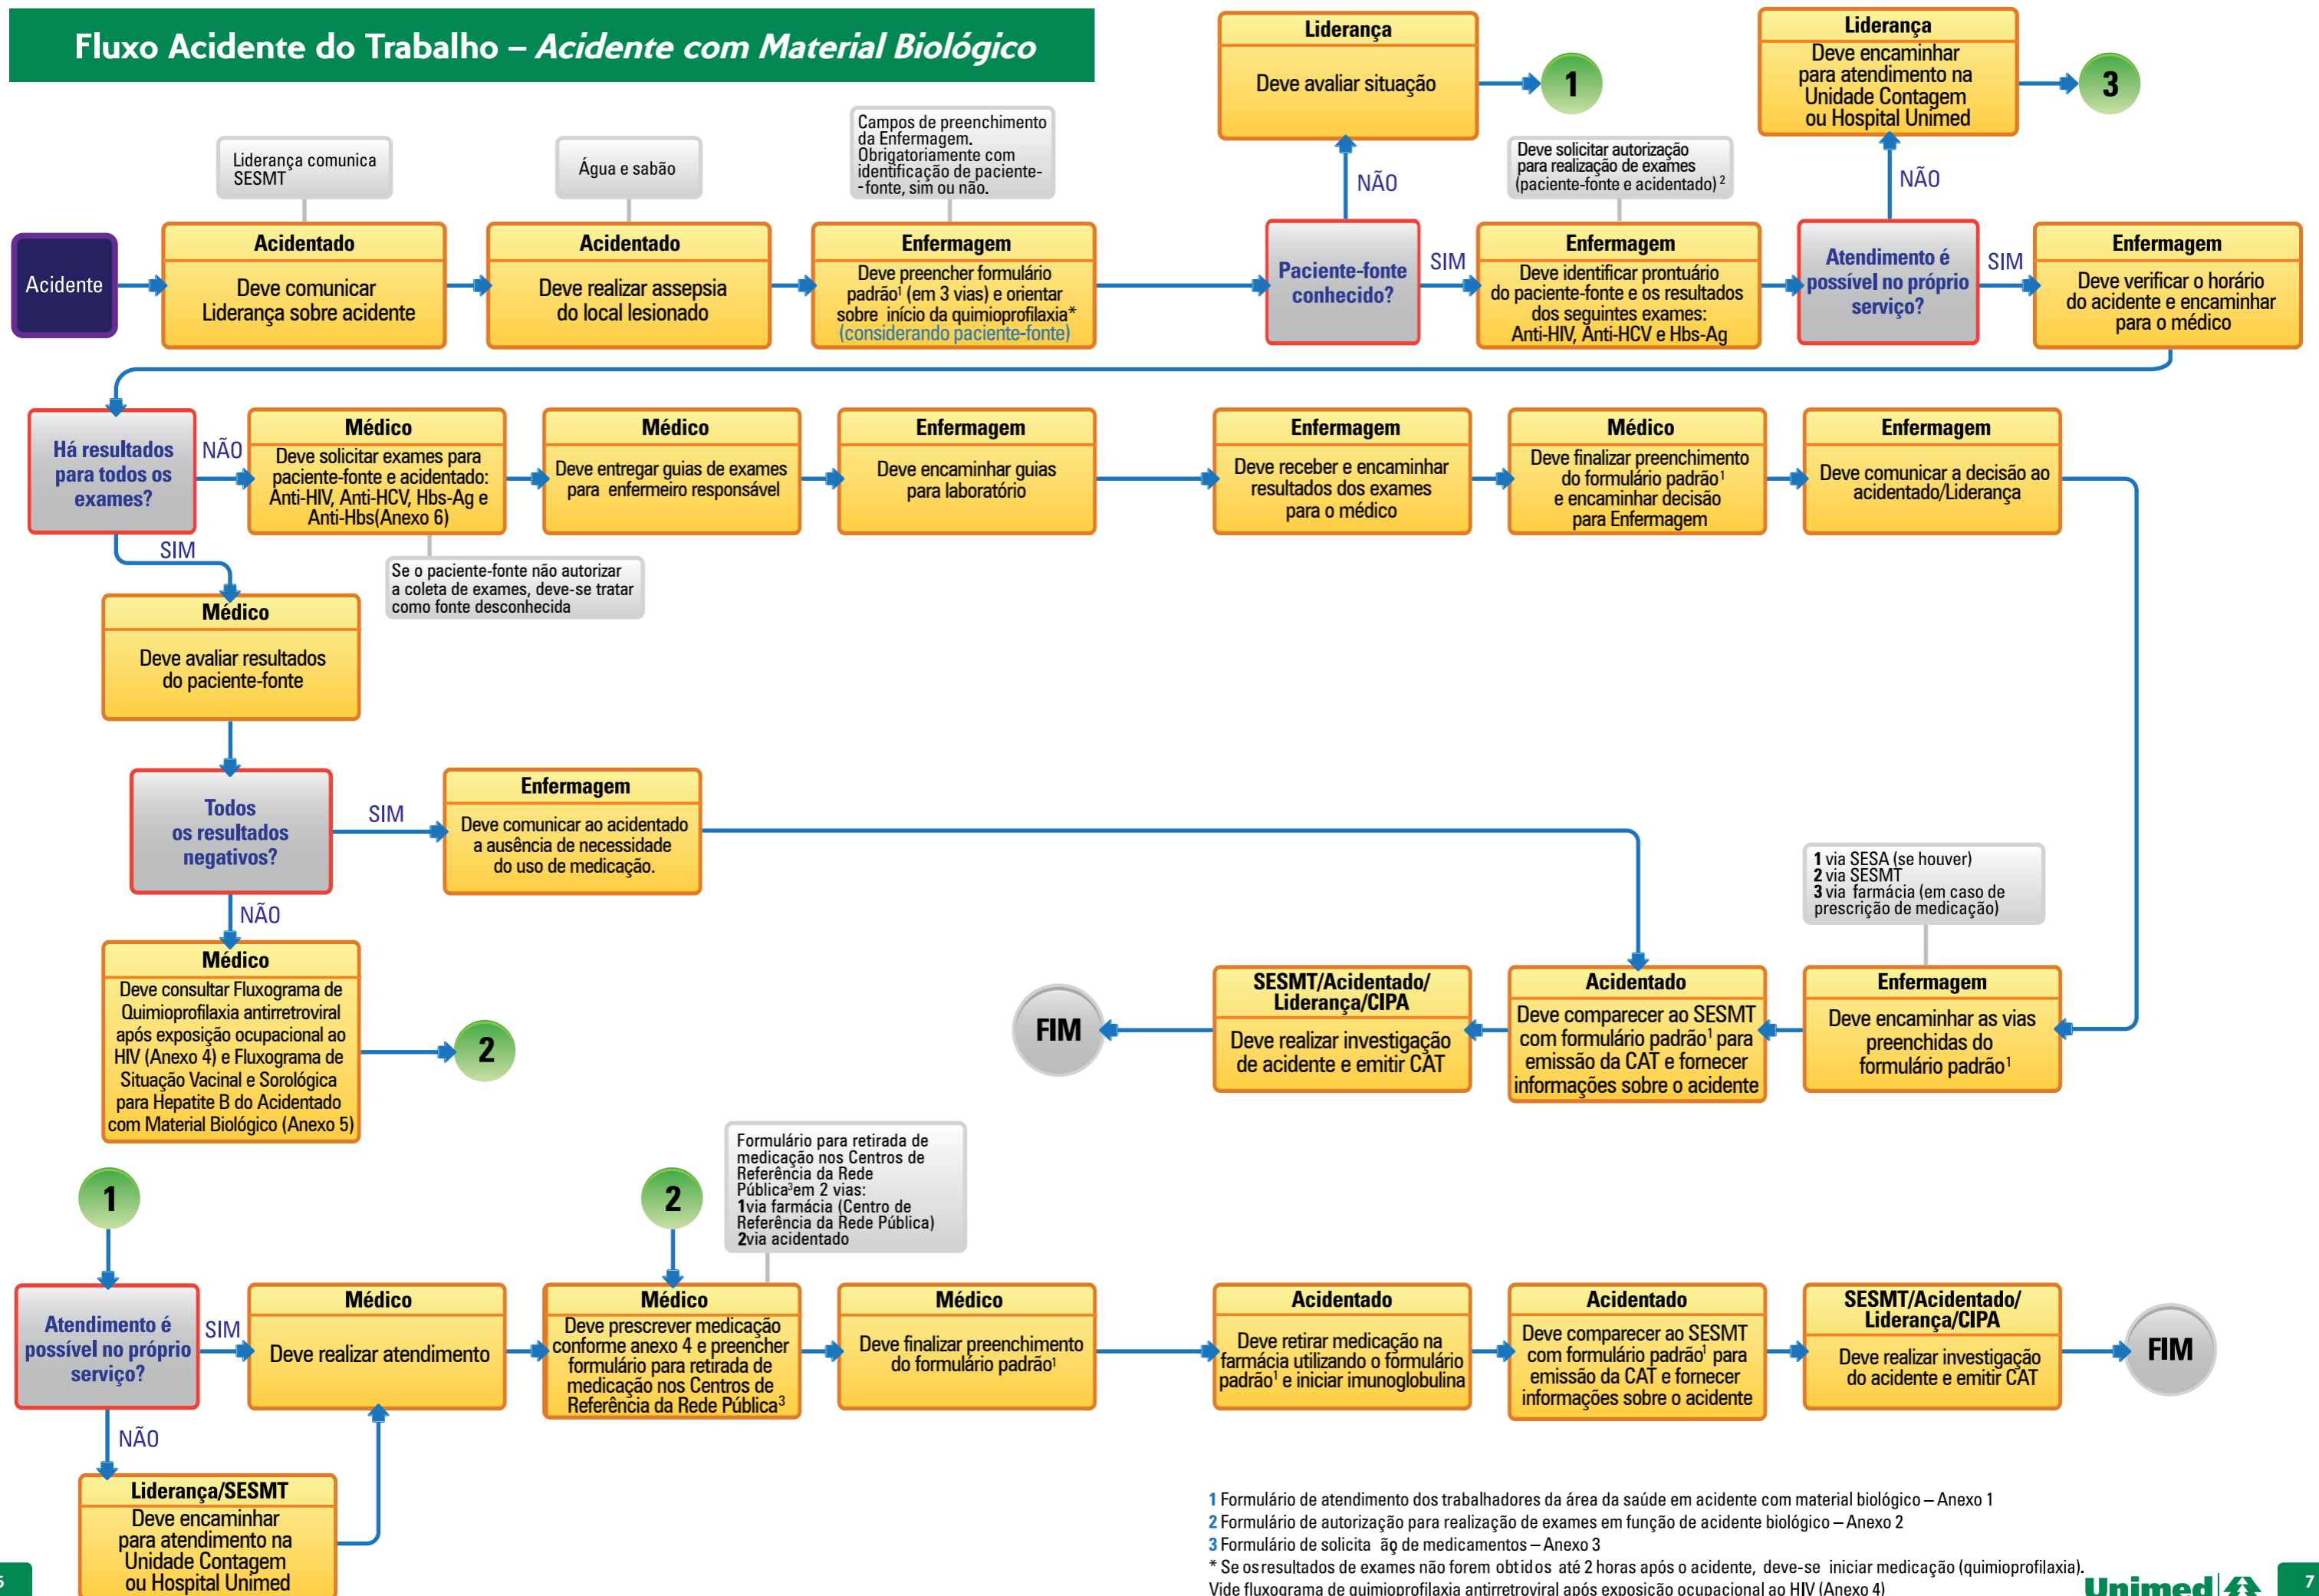 Fluxo Acidente do Trabalho – Acidente com Material Biológico
Liderança
Deve avaliar situação
1
Liderança
Deve encaminhar
para atendimento na
Unidade Contagem
ou Hospital Unimed
3
Liderança comunica
SESMT
Água e sabão
Campos de preenchimento
da Enfermagem.
Obrigatoriamente com
identificação de paciente-
-fonte, sim ou não.
NÃO
Deve solicitar autorização
para realização de exames
(paciente-fonte e acidentado) 2
NÃO
Acidente
Acidentado
Deve comunicar
Liderança sobre acidente
Acidentado
Deve realizar assepsia
do local lesionado
Enfermagem
Deve preencher formulário
padrão1 (em 3 vias) e orientar
sobre início da quimioprofilaxia*
(considerando paciente-fonte)
Paciente-fonte
conhecido?
SIM
Enfermagem
Deve identificar prontuário
do paciente-fonte e os resultados
dos seguintes exames:
Anti-HIV, Anti-HCV e Hbs-Ag
Atendimento é
possível no próprio
serviço?
SIM
Enfermagem
Deve verificar o horário
do acidente e encaminhar
para o médico
Há resultados
para todos os
exames?
NÃO
Médico
Deve solicitar exames para
paciente-fonte e acidentado:
Anti-HIV, Anti-HCV, Hbs-Ag e
Anti-Hbs(Anexo 6)
Médico
Deve entregar guias de exames
para enfermeiro responsável
Enfermagem
Deve encaminhar guias
para laboratório
Enfermagem
Deve receber e encaminhar
resultados dos exames
para o médico
Médico
Deve finalizar preenchimento
do formulário padrão1
e encaminhar decisão
para Enfermagem
Enfermagem
Deve comunicar a decisão ao
acidentado/Liderança
SIM
Se o paciente-fonte não autorizar
a coleta de exames, deve-se tratar
como fonte desconhecida
Médico
Deve avaliar resultados
do paciente-fonte
Todos
os resultados
negativos?
SIM
Enfermagem
Deve comunicar ao acidentado
a ausência de necessidade
do uso de medicação.
1 via SESA (se houver)
2 via SESMT
3 via farmácia (em caso de
prescrição de medicação)
NÃO
Médico
Deve consultar Fluxograma de
Quimioprofilaxia antirretroviral
após exposição ocupacional ao
HIV (Anexo 4) e Fluxograma de
Situação Vacinal e Sorológica
para Hepatite B do Acidentado
com Material Biológico (Anexo 5)
2
FIM
SESMT/Acidentado/
Liderança/CIPA
Deve realizar investigação
de acidente e emitir CAT
Acidentado
Deve comparecer ao SESMT
com formulário padrão1 para
emissão da CAT e fornecer
informações sobre o acidente
Enfermagem
Deve encaminhar as vias
preenchidas do
formulário padrão1
1
2
Formulário para retirada de
medicação nos Centros de
Referência da Rede
Pública3em 2 vias:
1via farmácia (Centro de
Referência da Rede Pública)
2via acidentado
Atendimento é
possível no próprio
serviço?
SIM
Médico
Deve realizar atendimento
Médico
Deve prescrever medicação
conforme anexo 4 e preencher
formulário para retirada de
medicação nos Centros de
Referência da Rede Pública3
Médico
Deve finalizar preenchimento
do formulário padrão1
Acidentado
Deve retirar medicação na
farmácia utilizando o formulário
padrão1 e iniciar imunoglobulina
Acidentado
Deve comparecer ao SESMT
com formulário padrão1 para
emissão da CAT e fornecer
informações sobre o acidente
SESMT/Acidentado/
Liderança/CIPA
Deve realizar investigação
do acidente e emitir CAT
FIM
NÃO
Liderança/SESMT
Deve encaminhar
para atendimento na
Unidade Contagem
ou Hospital Unimed
1 Formulário de atendimento dos trabalhadores da área da saúde em acidente com material biológico – Anexo 1
2 Formulário de autorização para realização de exames em função de acidente biológico – Anexo 2
3 Formulário de solicita ão̧ de medicamentos – Anexo 3
* Se os resultados de exames não forem obtidos até 2 horas após o acidente, deve-se iniciar medicação (quimioprofilaxia).
Vide fluxograma de quimioprofilaxia antirretroviral após exposição ocupacional ao HIV (Anexo 4)
Unimed
7